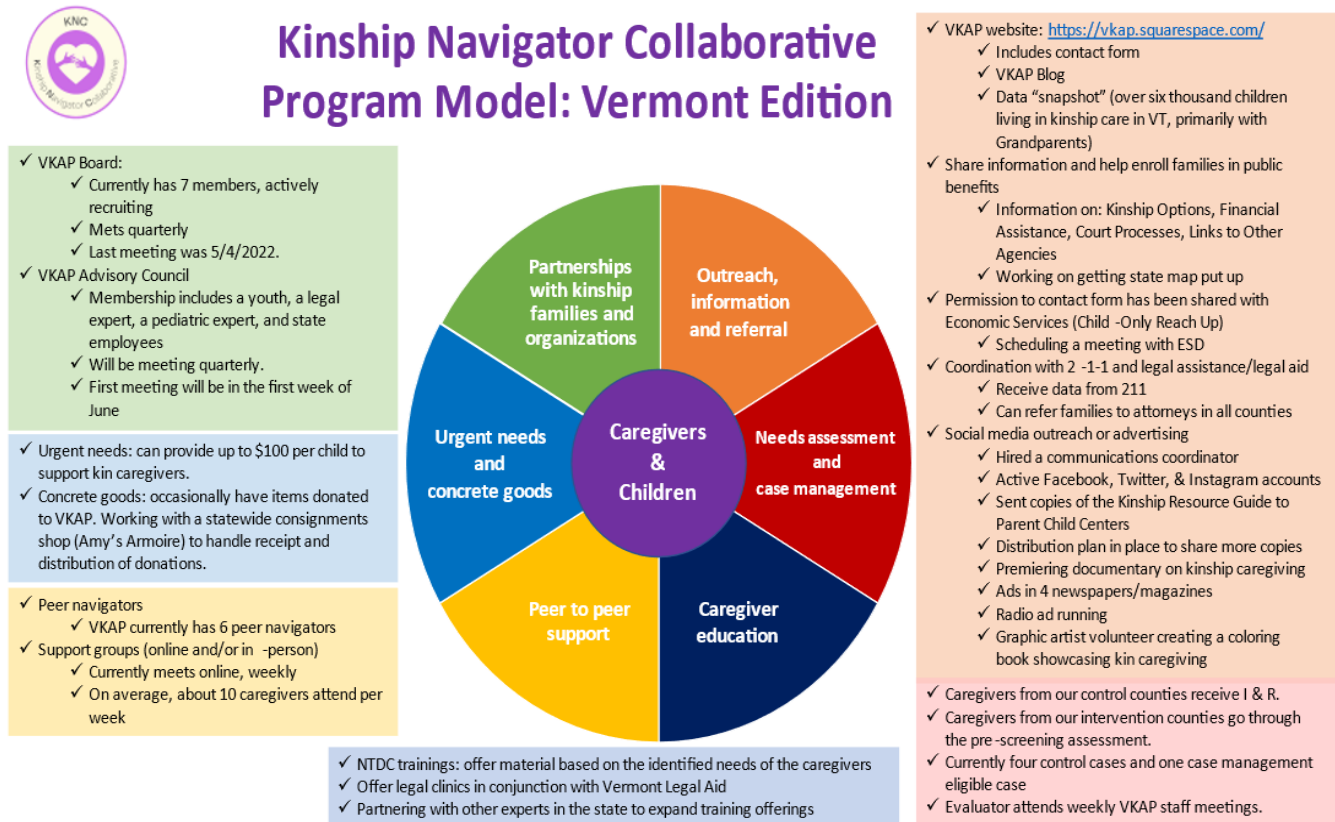 KNC
Kinship Navigator Collaborative
Kinship Navigator Collaborative
Program Model: Vermont Edition
✓ VKAP Board:
✓ Currently has 7 members, actively
recruiting
✓ Mets quarterly
✓ Last meeting was 5/4/2022.
✓ VKAP Advisory Council
✓ Membership includes a youth, a legal
expert, a pediatric expert, and state
employees
✓ Will be meeting quarterly.
✓ First meeting will be in the first week of
June
✓ Urgent needs: can provide up to $100 per child to
support kin caregivers.
✓ Concrete goods: occasionally have items donated
to VKAP. Working with a statewide consignments
shop (Amy's Armoire) to handle receipt and
distribution of donations.
✓ Peer navigators
✓ VKAP currently has 6 peer navigators
✓ Support groups (online and/or in -person)
✓ Currently meets online, weekly
✓ On average, about 10 caregivers attend per
week
Partnerships
with kinship
families and
organizations
Outreach,
information
and referral
Urgent needs
and
concrete goods
Caregivers
&
Children
Needs assessment
and
case management
Peer to peer
support
Caregiver
education
✓ NTDC trainings: offer material based on the identified needs of the caregivers
✓ Offer legal clinics in conjunction with Vermont Legal Aid
✓ Partnering with other experts in the state to expand training offerings
✓ VKAP website: https://vkap.squarespace.com/
✓ Includes contact form
✓ VKAP Blog
✓ Data “snapshot” (over six thousand children
living in kinship care in VT, primarily with
Grandparents)
✓ Share information and help enroll families in public
benefits
✓ Information on: Kinship Options, Financial
Assistance, Court Processes, Links to Other
Agencies
✓ Working on getting state map put up
✓ Permission to contact form has been shared with
Economic Services (Child -Only Reach Up)
✓ Scheduling a meeting with ESD
✓ Coordination with 2 -1-1 and legal assistance/legal aid
✓ Receive data from 211
✓ Can refer families to attorneys in all counties
✓ Social media outreach or advertising
✓ Hired a communications coordinator
✓ Active Facebook, Twitter, & Instagram accounts
✓ Sent copies of the Kinship Resource Guide to
Parent Child Centers
✓ Distribution plan in place to share more copies
✓ Premiering documentary on kinship caregiving
✓ Ads in 4 newspapers/magazines
✓ Radio ad running
✓ Graphic artist volunteer creating a coloring
book showcasing kin caregiving
✓ Caregivers from our control counties receive I & R.
✓ Caregivers from our intervention counties go through
the pre -screening assessment.
✓ Currently four control cases and one case management
eligible case
✓ Evaluator attends weekly VKAP staff meetings.